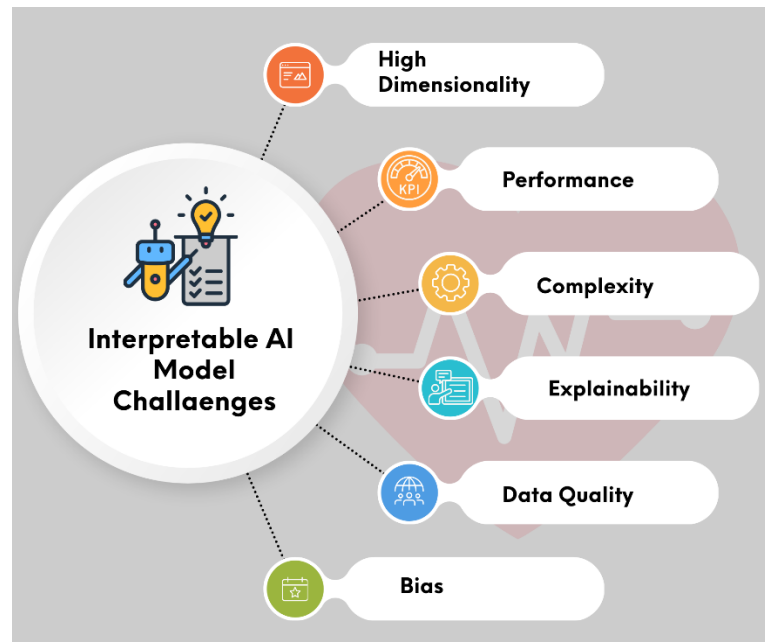 High
Dimensionality
KPI
Performance
Complexity
Interpretable AI
Model
Challaenges
Explainability
Data Quality
Bias